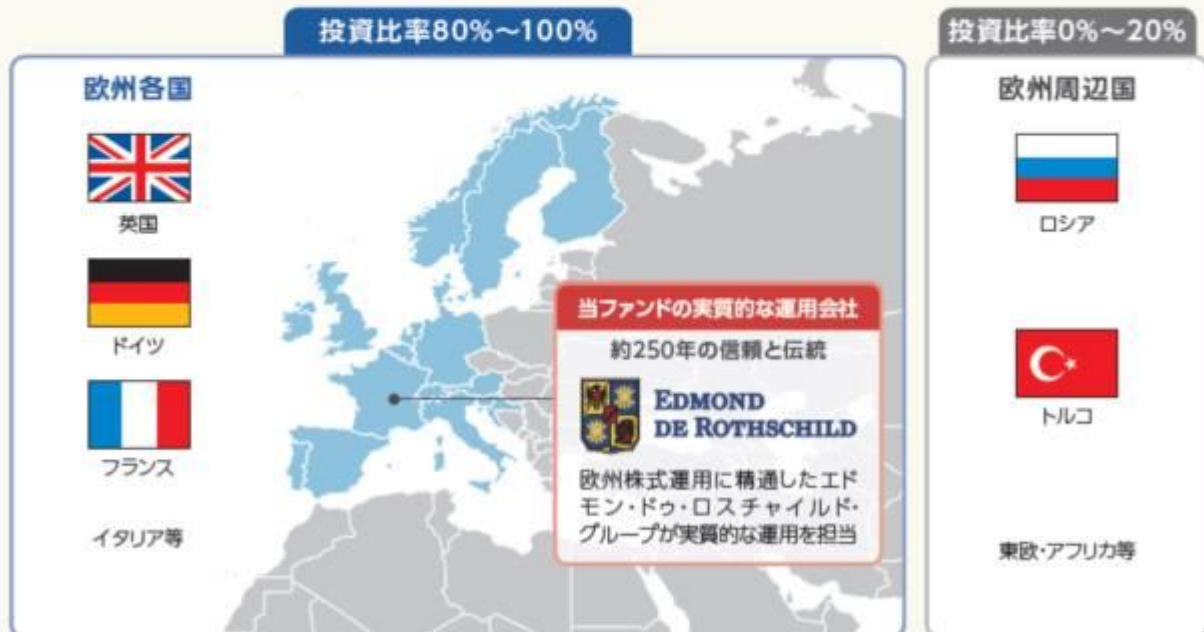 投資比率80%～100%
欧州各国
英国
ドイツ
フランス
イタリア等
当ファンドの実質的な運用会社
約250年の信頼と伝統
EDMOND
DE ROTHSCHILD
欧州株式運用に精通したエド
モン・ドゥ・ロスチャイルド・
グループが実質的な運用を担当
投資比率0%～20%
欧州周辺国
ロシア
トルコ
東欧・アフリカ等